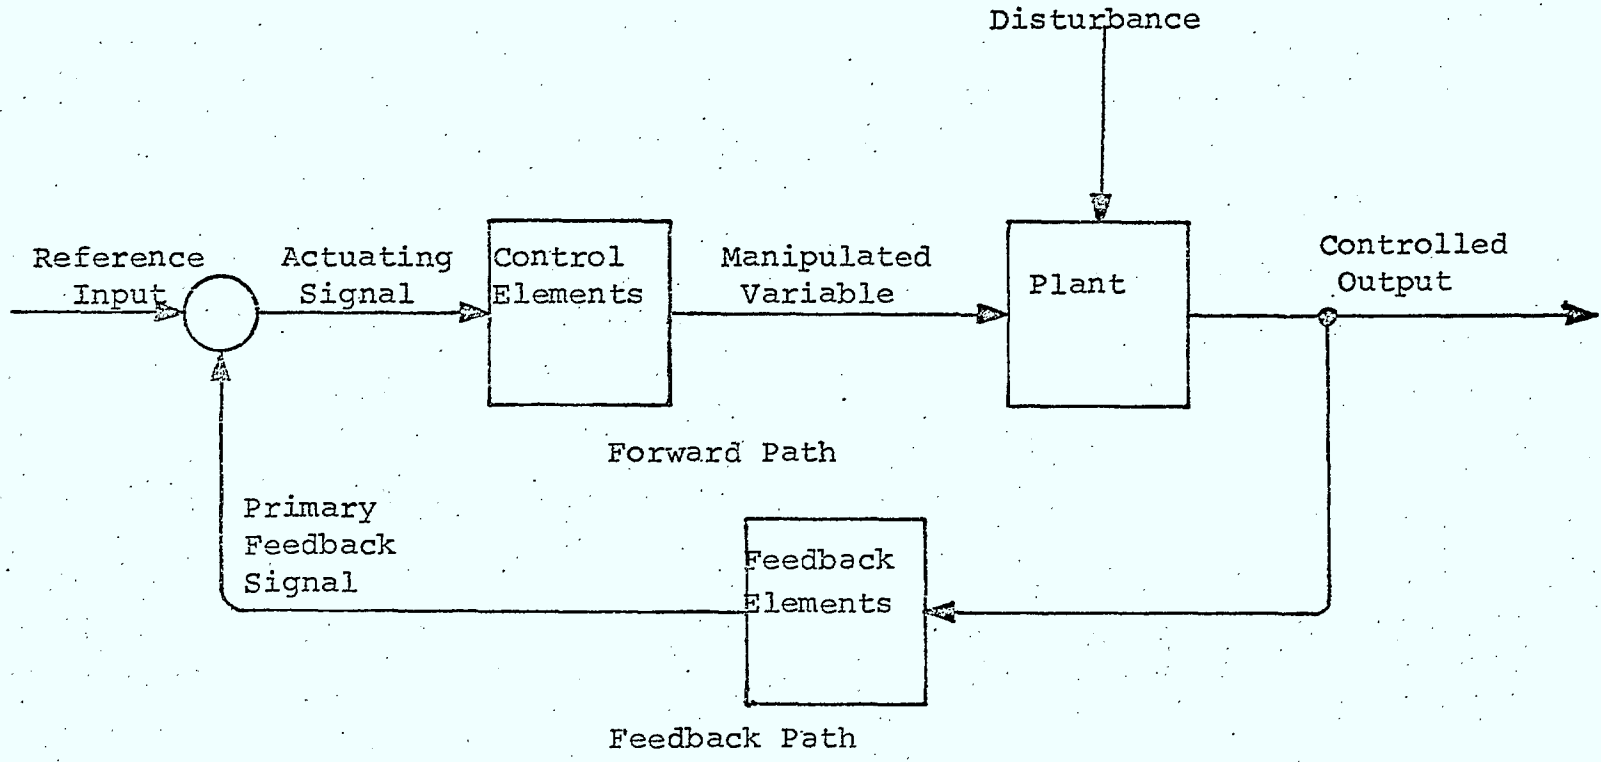 Disturbance
Reference
Input
Actuating
Signal
Control
Elements
Manipulated
Variable
Plant
Controlled
Output
Forward Path
Primary
Feedback
Signal
Feedback
Elements
Feedback Path